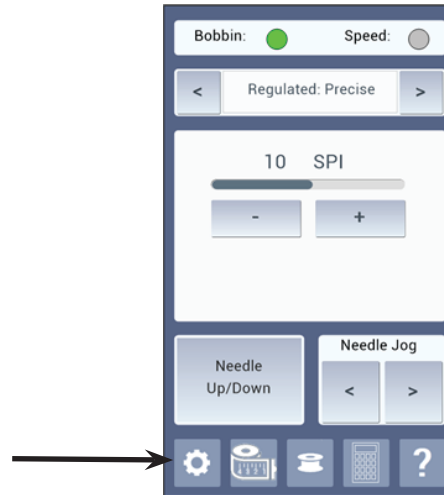 Bobbin: Speed:
< Regulated: Precise >
10 SPI
- +
Needle Jog
Needle
Up/Down
< >
?